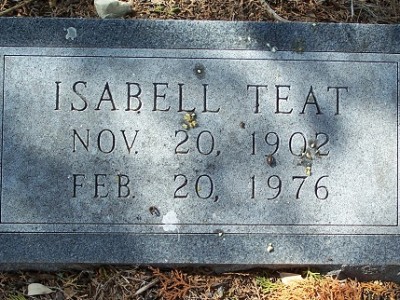 ISABELL TEAT
NOV. 20, 1902
FEB. 20, 1976